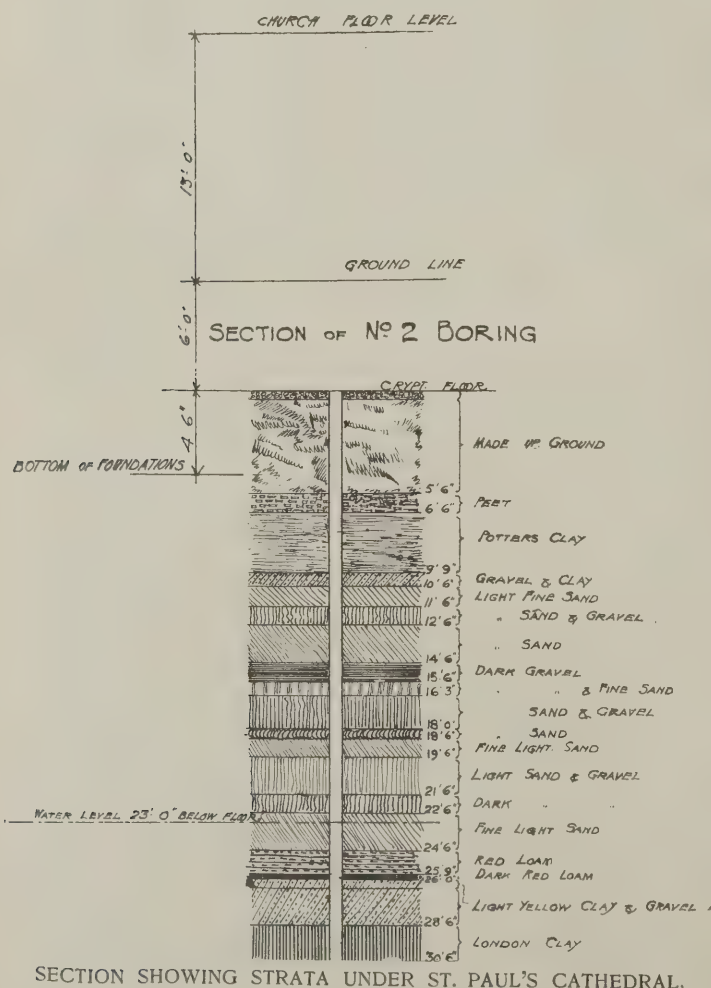 CHURCH FLOOR LEVEL
13'-0"
GROUND LINE
6'-0"
SECTION OF Nº 2 BORING
CRYPT FLOOR
4'6"
BOTTOM OF FOUNDATIONS
MADE UP GROUND
5'6"
PEET
6'6"
POTTERS CLAY
9'9"
GRAVEL & CLAY
10'6"
LIGHT FINE SAND
11'6"
" SAND & GRAVEL
12'6"
" SAND
14'6"
DARK GRAVEL
15'6"
" " & FINE SAND
16'3"
SAND & GRAVEL
18'0"
" SAND
18'6"
FINE LIGHT SAND
19'6"
LIGHT SAND & GRAVEL
21'6"
DARK " "
22'6"
WATER LEVEL 23'0" BELOW FLOOR
FINE LIGHT SAND
24'6"
RED LOAM
25'9"
DARK RED LOAM
26'0"
LIGHT YELLOW CLAY & GRAVEL
28'6"
LONDON CLAY
30'6"
SECTION SHOWING STRATA UNDER ST. PAUL'S CATHEDRAL.